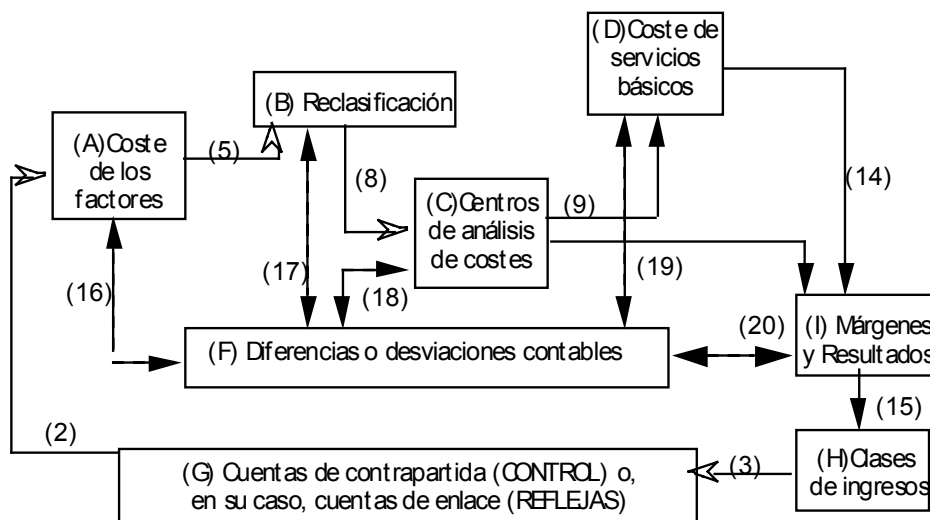 (D)Coste de
servicios
básicos
(B) Reclasificación
(A)Coste
de los
factores
(5)
(8)
(14)
(C)Centros
de análisis
de costes
(9)
(16)
(17)
(18)
(19)
(20)
(I) Márgenes
y Resultados
(F) Diferencias o desviaciones contables
(15)
(2)
(G) Cuentas de contrapartida (CONTROL) o,
en su caso, cuentas de enlace (REFLEJAS)
(3)
(H)Clases
de ingresos